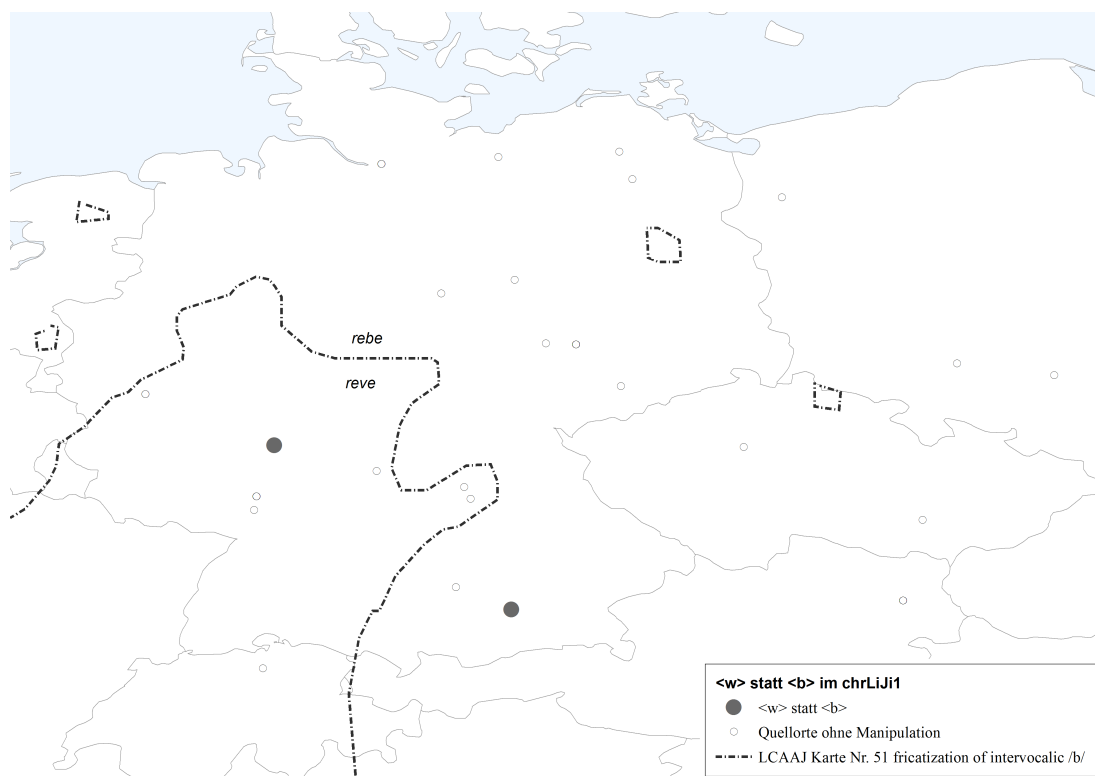 rebe
reve
<w> statt <b> im chrLiJi1
<w> statt <b>
Quellorte ohne Manipulation
LCAAJ Karte Nr. 51 fricatization of intervocalic /b/